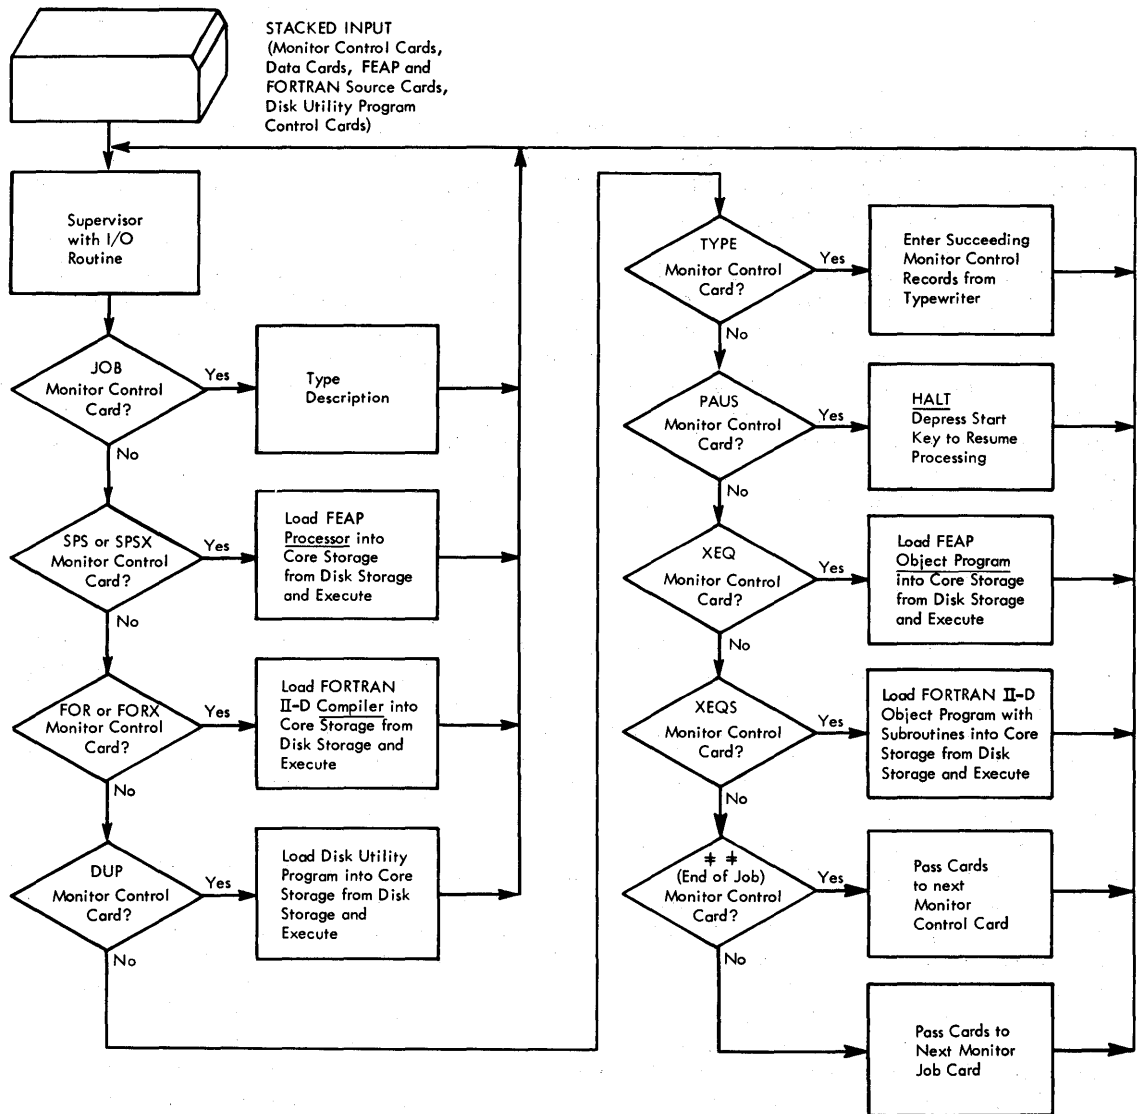 STACKED INPUT
(Monitor Control Cards,
Data Cards, FEAP and
FORTRAN Source Cards,
Disk Utility Program
Control Cards)
Supervisor
with I/O
Routine
JOB
Monitor Control
Card?
Yes
Type
Description
No
SPS or SPSX
Monitor Control
Card?
Yes
Load FEAP
Processor into
Core Storage
from Disk Storage
and Execute
No
FOR or FORX
Monitor Control
Card?
Yes
Load FORTRAN
II-D Compiler into
Core Storage from
Disk Storage and
Execute
No
DUP
Monitor Control
Card?
Yes
Load Disk Utility
Program into Core
Storage from Disk
Storage and
Execute
No
TYPE
Monitor Control
Card?
Yes
Enter Succeeding
Monitor Control
Records from
Typewriter
No
PAUS
Monitor Control
Card?
Yes
HALT
Depress Start
Key to Resume
Processing
No
XEQ
Monitor Control
Card?
Yes
Load FEAP
Object Program
into Core Storage
from Disk Storage
and Execute
No
XEQS
Monitor Control
Card?
Yes
Load FORTRAN II-D
Object Program with
Subroutines into Core
Storage from Disk
Storage and Execute
No
⧧ ⧧
(End of Job)
Monitor Control
Card?
Yes
Pass Cards
to next
Monitor
Control Card
No
Pass Cards to
Next Monitor
Job Card